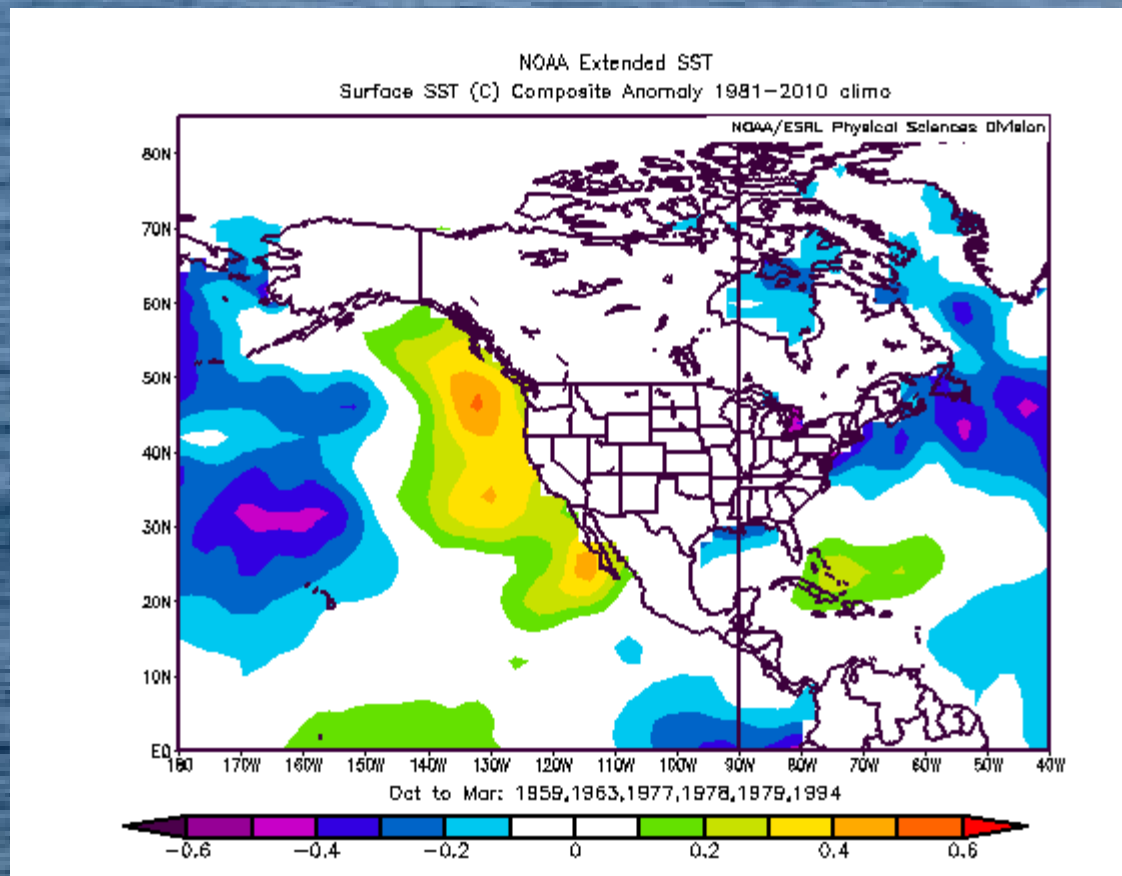 NOAA Extended SST
Surface SST (C) Composite Anomaly 1981-2010 climo
NOAA/ESRL Physical Sciences Division
80N
70N
60N
50N
40N
30N
20N
10N
EQ
180 170W 160W 150W 140W 130W 120W 110W 100W 90W 80W 70W 60W 50W 40W
Oct to Mar: 1959,1963,1977,1978,1979,1994
-0.6 -0.4 -0.2 0 0.2 0.4 0.6